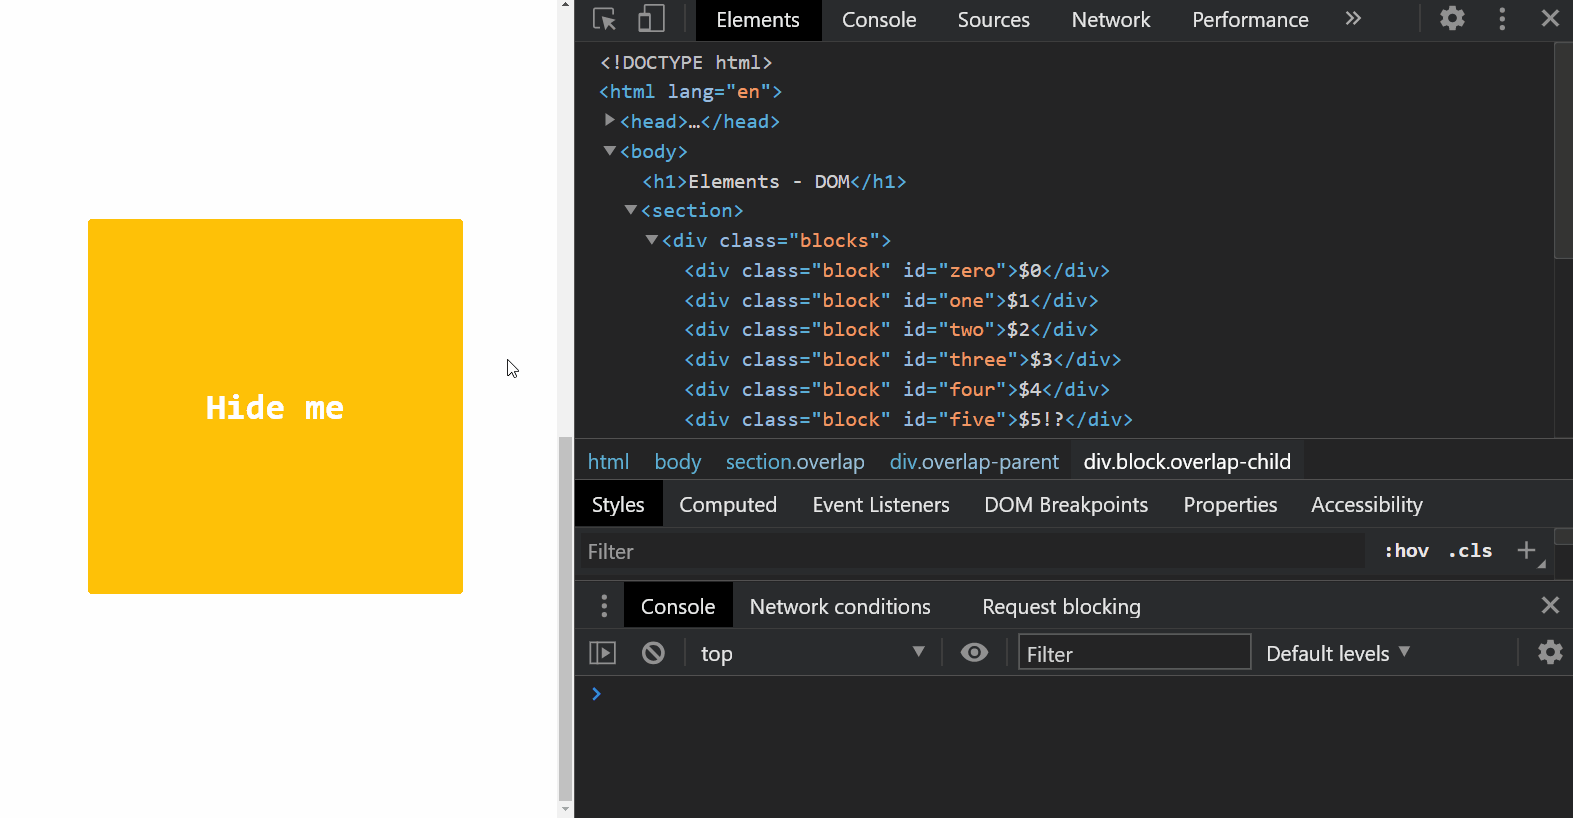 Hide me
Elements Console Sources Network Performance »
<!DOCTYPE html>
<html lang="en">
<head>…</head>
<body>
<h1>Elements - DOM</h1>
<section>
<div class="blocks">
<div class="block" id="zero">$0</div>
<div class="block" id="one">$1</div>
<div class="block" id="two">$2</div>
<div class="block" id="three">$3</div>
<div class="block" id="four">$4</div>
<div class="block" id="five">$5!?</div>
html body section.overlap div.overlap-parent div.block.overlap-child
Styles Computed Event Listeners DOM Breakpoints Properties Accessibility
Filter :hov .cls +
Console Network conditions Request blocking
top Filter Default levels